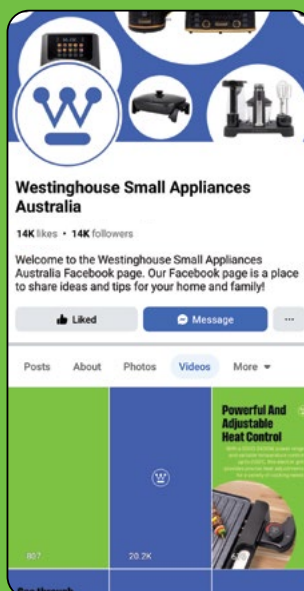 Westinghouse Small Appliances
Australia
14K likes • 14K followers
Welcome to the Westinghouse Small Appliances
Australia Facebook page. Our Facebook page is a place
to share ideas and tips for your home and family!
Liked
Message
Posts About Photos Videos More
Powerful And
Adjustable
Heat Control
807
20.2K
See through